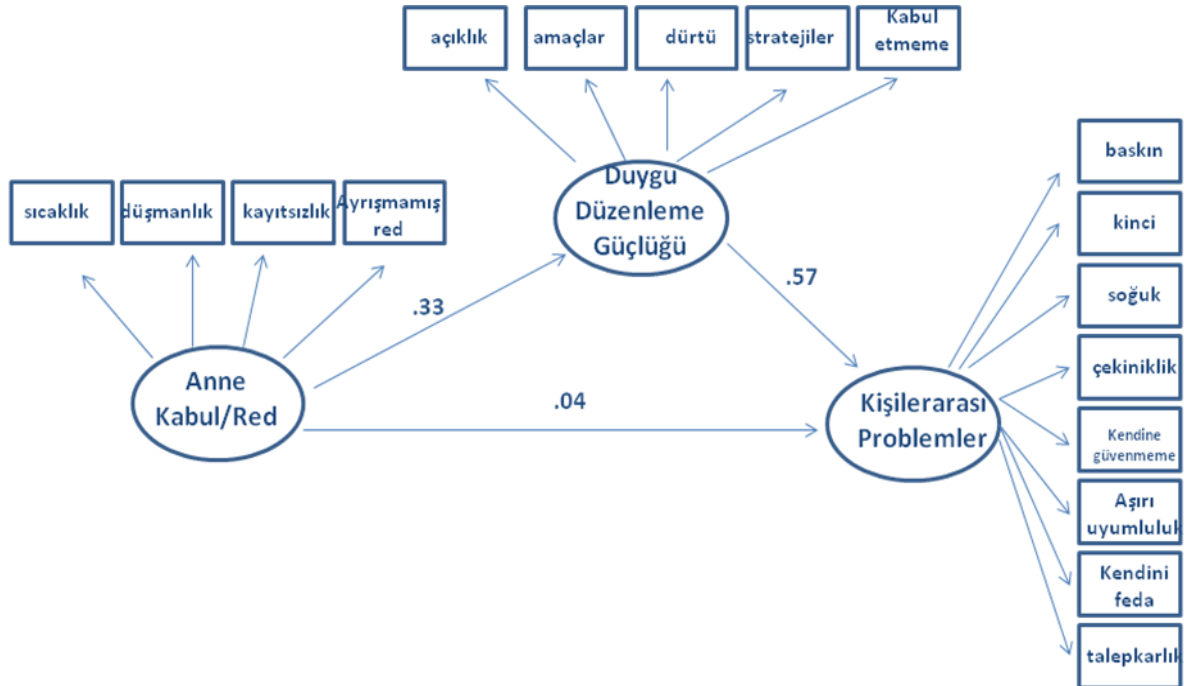 açıklık
amaçlar
dürtü
stratejiler
Kabul
etmeme
sıcaklık
düşmanlık
kayıtsızlık
Ayrışmamış
red
Duygu
Düzenleme
Güçlüğü
.33
.57
.04
Anne
Kabul/Red
Kişilerarası
Problemler
baskın
kinci
soğuk
çekiniklik
Kendine
güvenmeme
Aşırı
uyumluluk
Kendini
feda
talepkarlık